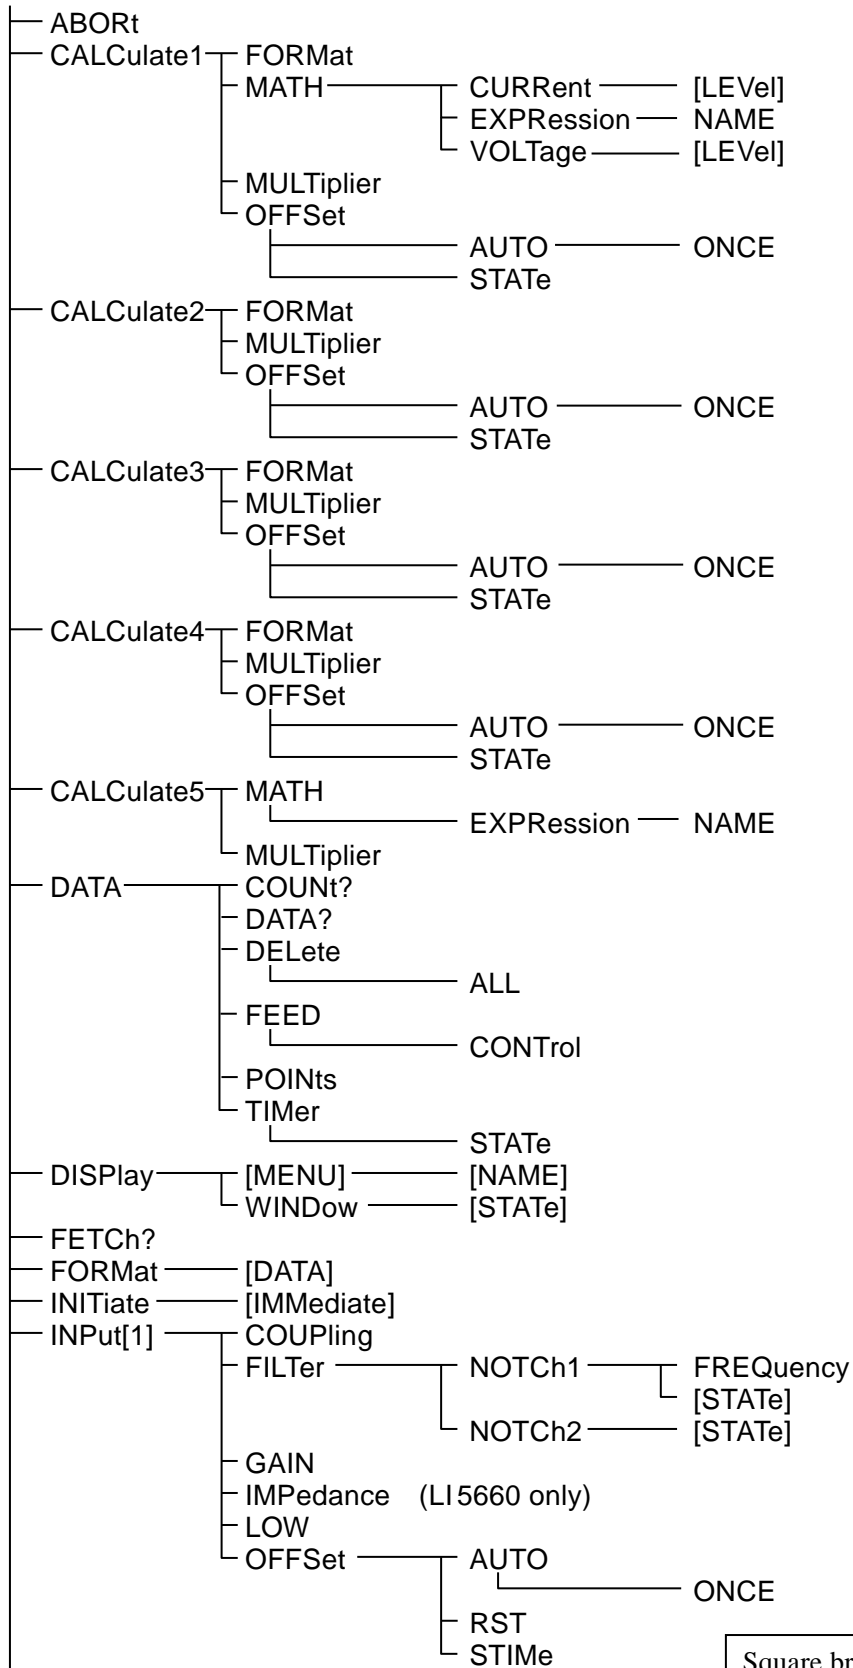 ABORt
CALCulate1 FORMat
MATH CURRent [LEVel]
EXPRession NAME
VOLTage [LEVel]
MULTiplier
OFFSet
AUTO ONCE
STATe
CALCulate2 FORMat
MULTiplier
OFFSet
AUTO ONCE
STATe
CALCulate3 FORMat
MULTiplier
OFFSet
AUTO ONCE
STATe
CALCulate4 FORMat
MULTiplier
OFFSet
AUTO ONCE
STATe
CALCulate5 MATH
EXPRession NAME
MULTiplier
DATA COUNt?
DATA?
DELete
ALL
FEED
CONTrol
POINts
TIMer
STATe
DISPlay [MENU] [NAME]
WINDow [STATe]
FETCh?
FORMat [DATA]
INITiate [IMMediate]
INPut[1] COUPling
FILTer NOTCh1 FREQuency
[STATe]
NOTCh2 [STATe]
GAIN
IMPedance (LI 5660 only)
LOW
OFFSet AUTO
ONCE
RST
STIMe
Square